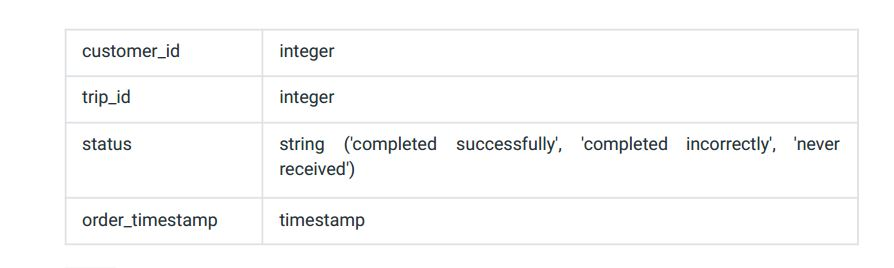 customer_id integer
trip_id integer
status string ('completed successfully', 'completed incorrectly', 'never
received')
order_timestamp timestamp